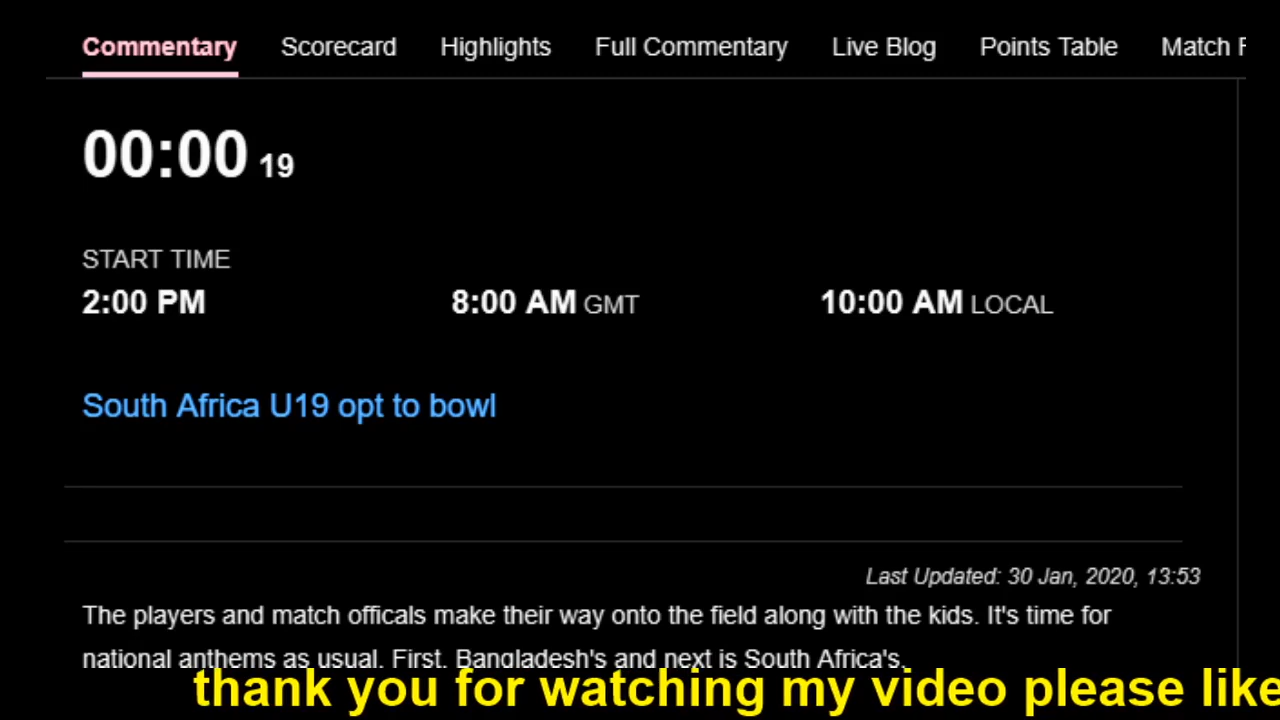 Commentary Scorecard Highlights Full Commentary Live Blog Points Table Match
00:00 19
START TIME
2:00 PM 8:00 AM GMT 10:00 AM LOCAL
South Africa U19 opt to bowl
Last Updated: 30 Jan, 2020, 13:53
The players and match officals make their way onto the field along with the kids. It's time for
national anthems as usual. First, Bangladesh's and next is South Africa's.
thank you for watching my video please like